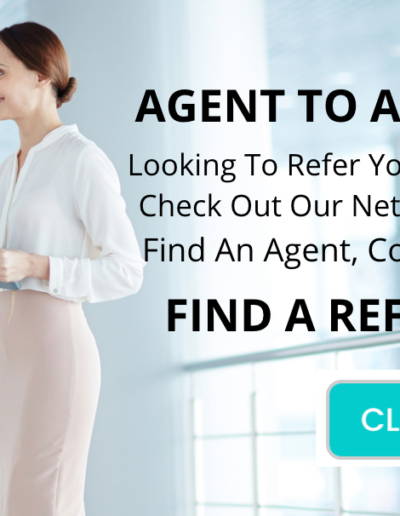 AGENT TO A
Looking To Refer Yo
Check Out Our Net
Find An Agent, Co
FIND A REF
CL